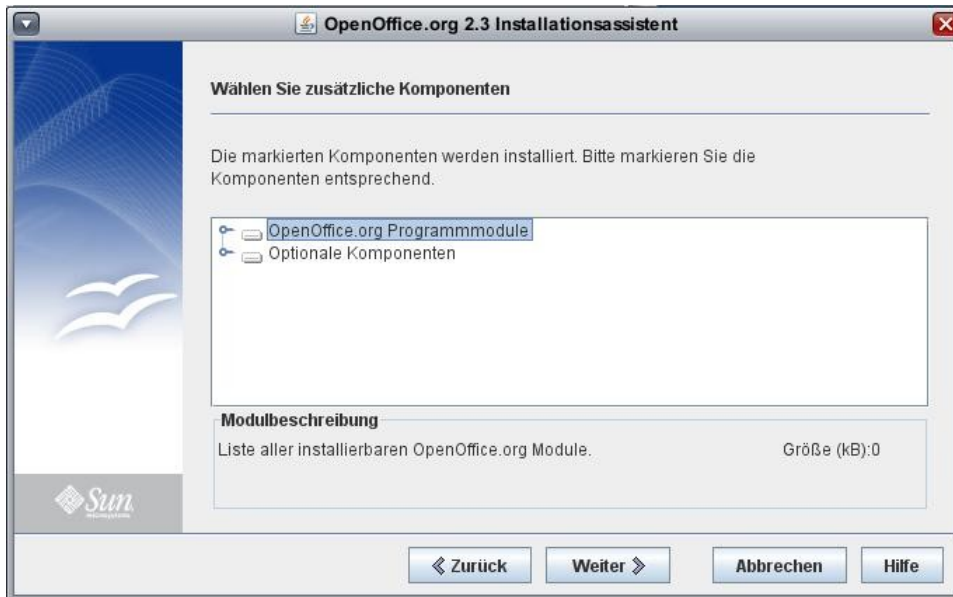 OpenOffice.org 2.3 Installationsassistent
Wählen Sie zusätzliche Komponenten
Die markierten Komponenten werden installiert. Bitte markieren Sie die
Komponenten entsprechend.
OpenOffice.org Programmmodule
Optionale Komponenten
Modulbeschreibung
Liste aller installierbaren OpenOffice.org Module.
Größe (kB):0
Sun
microsystems
Zurück
Weiter
Abbrechen
Hilfe